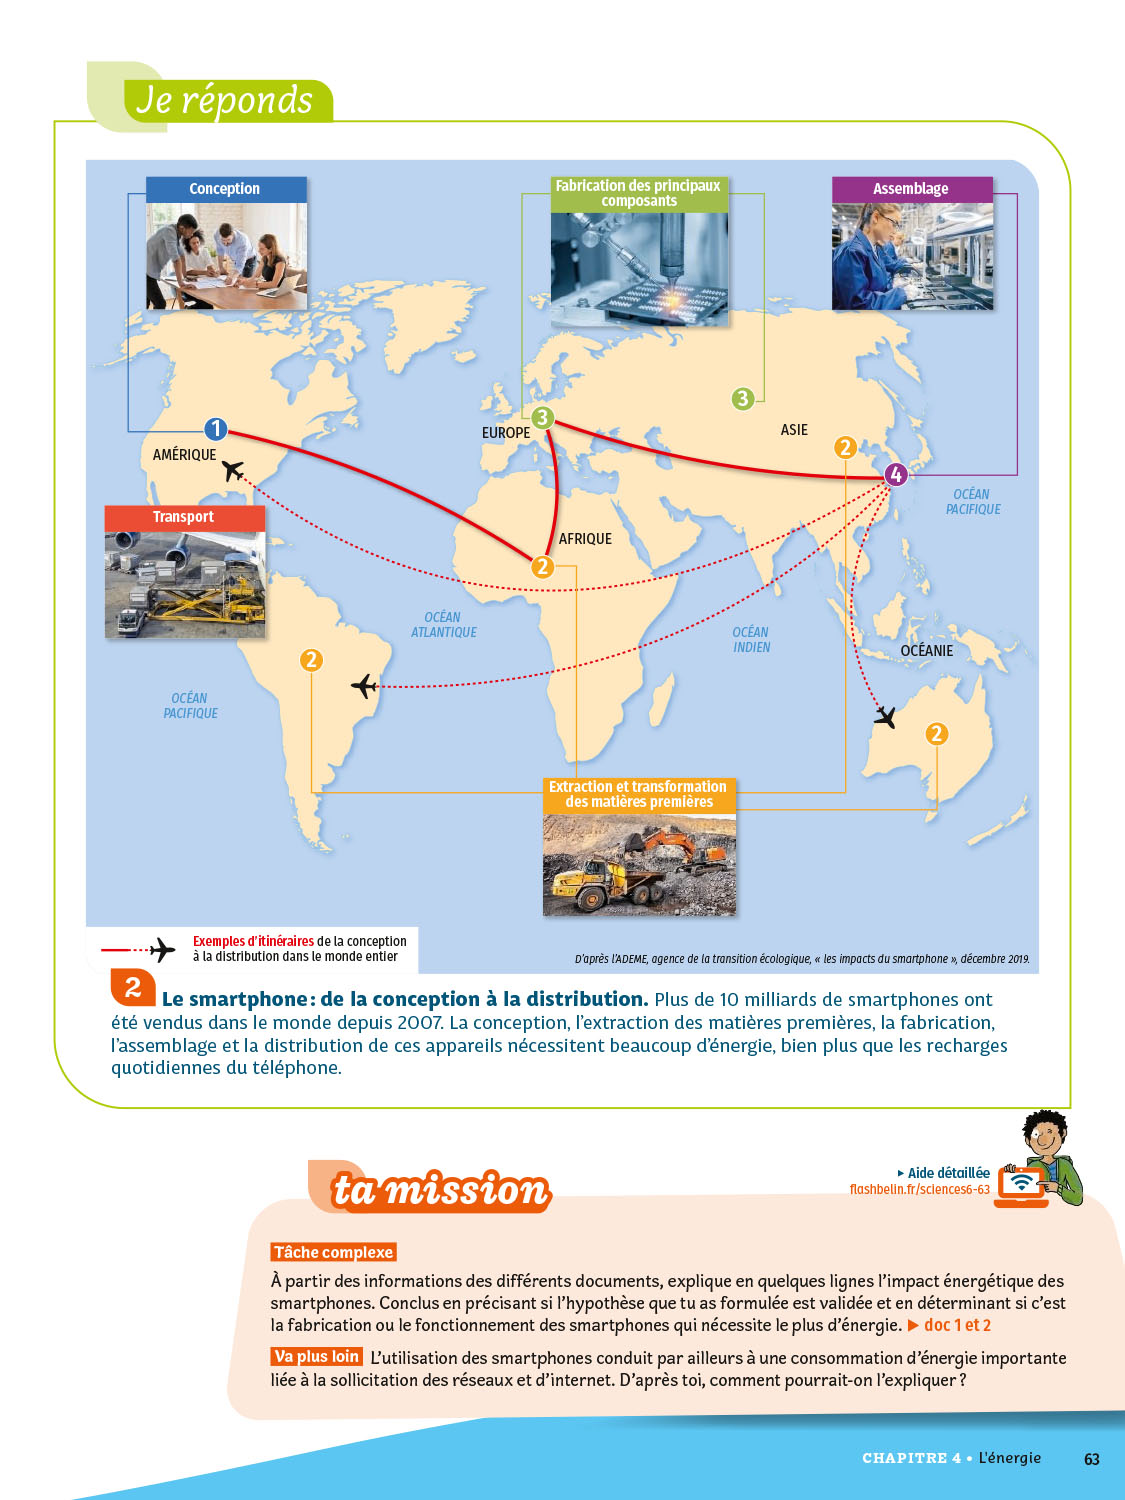 Je réponds
Conception
Fabrication des principaux
composants
Assemblage
3
3
1
AMÉRIQUE
EUROPE
ASIE
2
4
OCÉAN
PACIFIQUE
Transport
AFRIQUE
2
OCÉAN
ATLANTIQUE
OCÉAN
INDIEN
OCÉANIE
2
OCÉAN
PACIFIQUE
2
Extraction et transformation
des matières premières
Exemples d'itinéraires de la conception
à la distribution dans le monde entier
D'après l'ADEME, agence de la transition écologique, « les impacts du smartphone », décembre 2019.
2 Le smartphone : de la conception à la distribution. Plus de 10 milliards de smartphones ont
été vendus dans le monde depuis 2007. La conception, l'extraction des matières premières, la fabrication,
l'assemblage et la distribution de ces appareils nécessitent beaucoup d'énergie, bien plus que les recharges
quotidiennes du téléphone.
ta mission
▸ Aide détaillée
flashbelin.fr/sciences6-63
Tâche complexe
À partir des informations des différents documents, explique en quelques lignes l'impact énergétique des
smartphones. Conclus en précisant si l'hypothèse que tu as formulée est validée et en déterminant si c'est
la fabrication ou le fonctionnement des smartphones qui nécessite le plus d'énergie. ▶ doc 1 et 2
Va plus loin L'utilisation des smartphones conduit par ailleurs à une consommation d'énergie importante
liée à la sollicitation des réseaux et d'internet. D'après toi, comment pourrait-on l'expliquer ?
CHAPITRE 4 • L'énergie 63